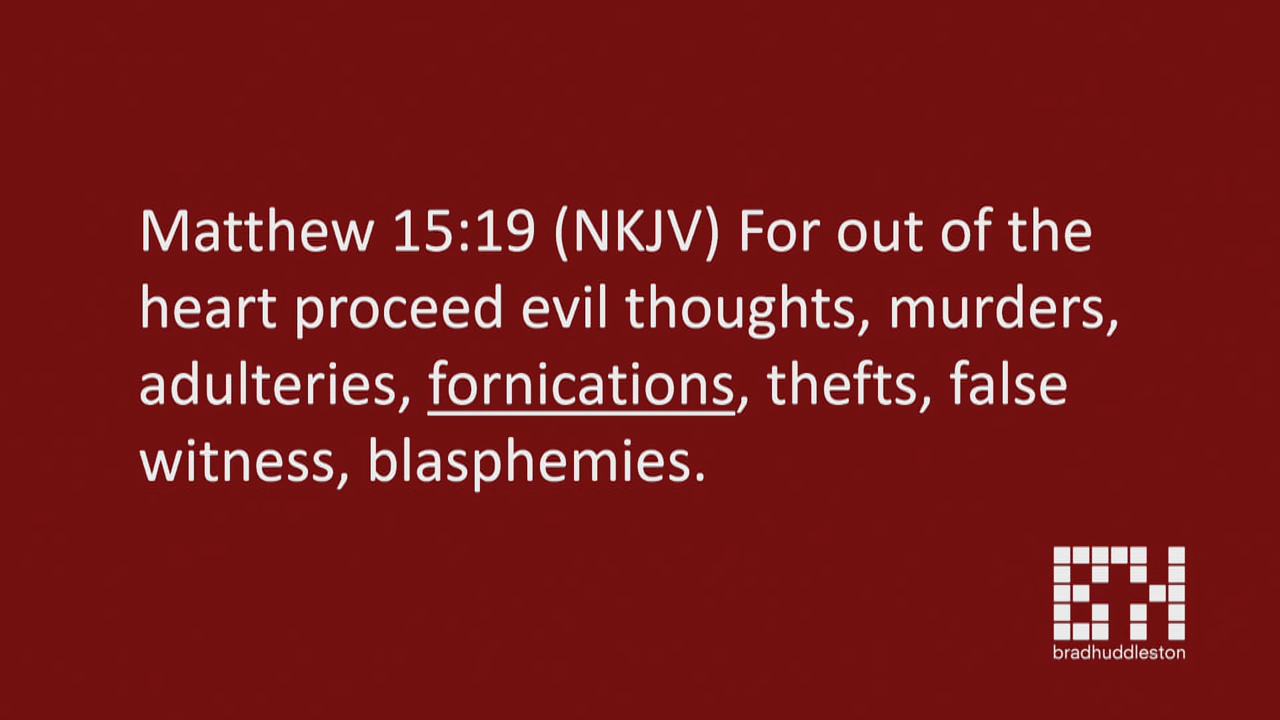 Matthew 15:19 (NKJV) For out of the
heart proceed evil thoughts, murders,
adulteries, fornications, thefts, false
witness, blasphemies.
bradhuddleston